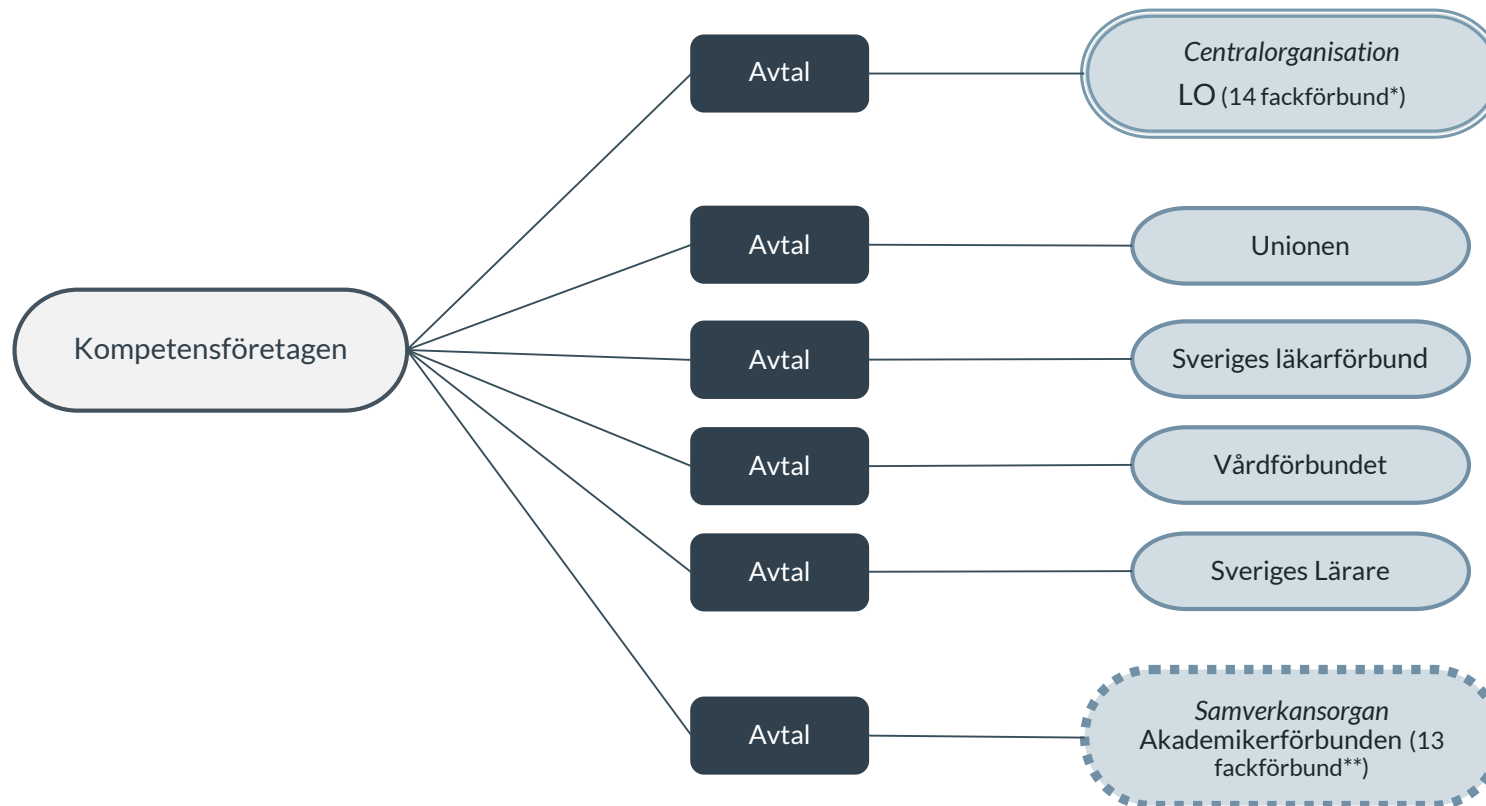 Avtal
Centralorganisation
LO (14 fackförbund*)
Avtal
Unionen
Kompetensföretagen
Avtal
Sveriges läkarförbund
Avtal
Vårdförbundet
Avtal
Sveriges Lärare
Avtal
Samverkansorgan
Akademikerförbunden (13
fackförbund**)